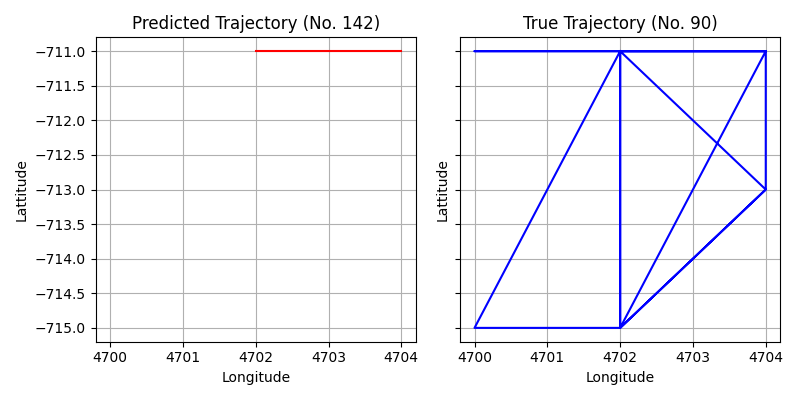 Predicted Trajectory (No. 142)
True Trajectory (No. 90)
−711.0
−711.5
−712.0
−712.5
−713.0
−713.5
−714.0
−714.5
−715.0
Lattitude
Lattitude
4700 4701 4702 4703 4704
4700 4701 4702 4703 4704
Longitude
Longitude